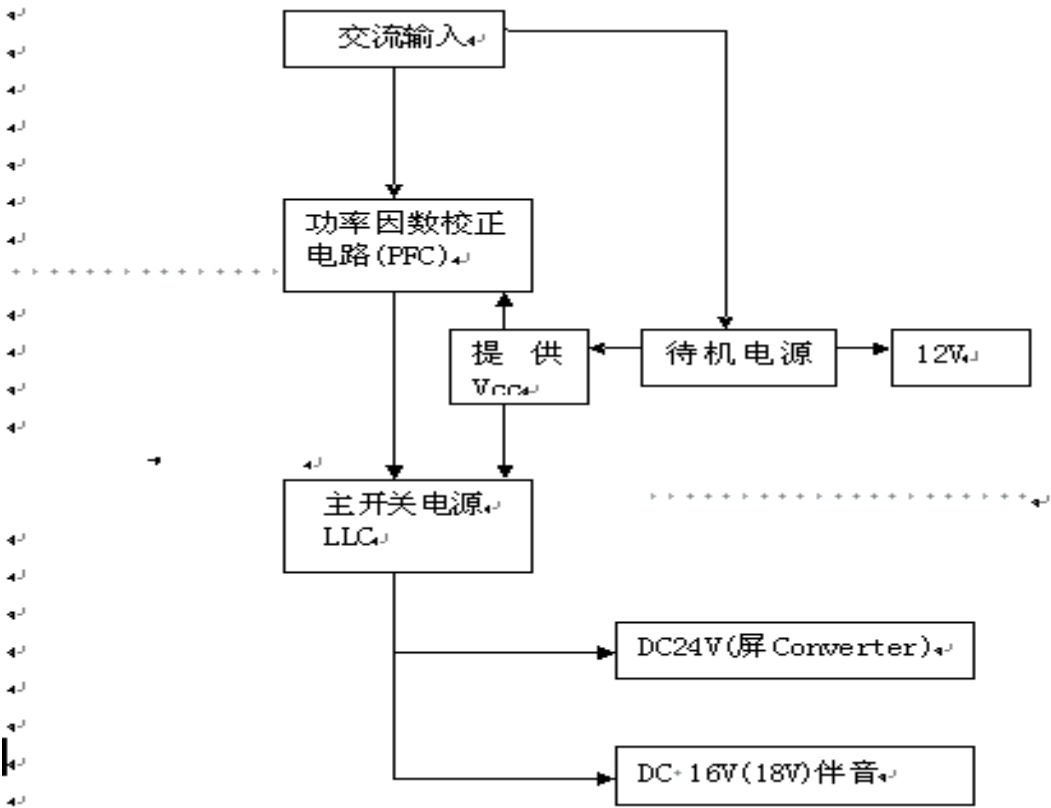 交流输入
功率因数校正
电路(PFC)
提 供
Vcc
待机电源
12V
主开关电源
LLC
DC24V(屏Converter)
DC 16V(18V)伴音